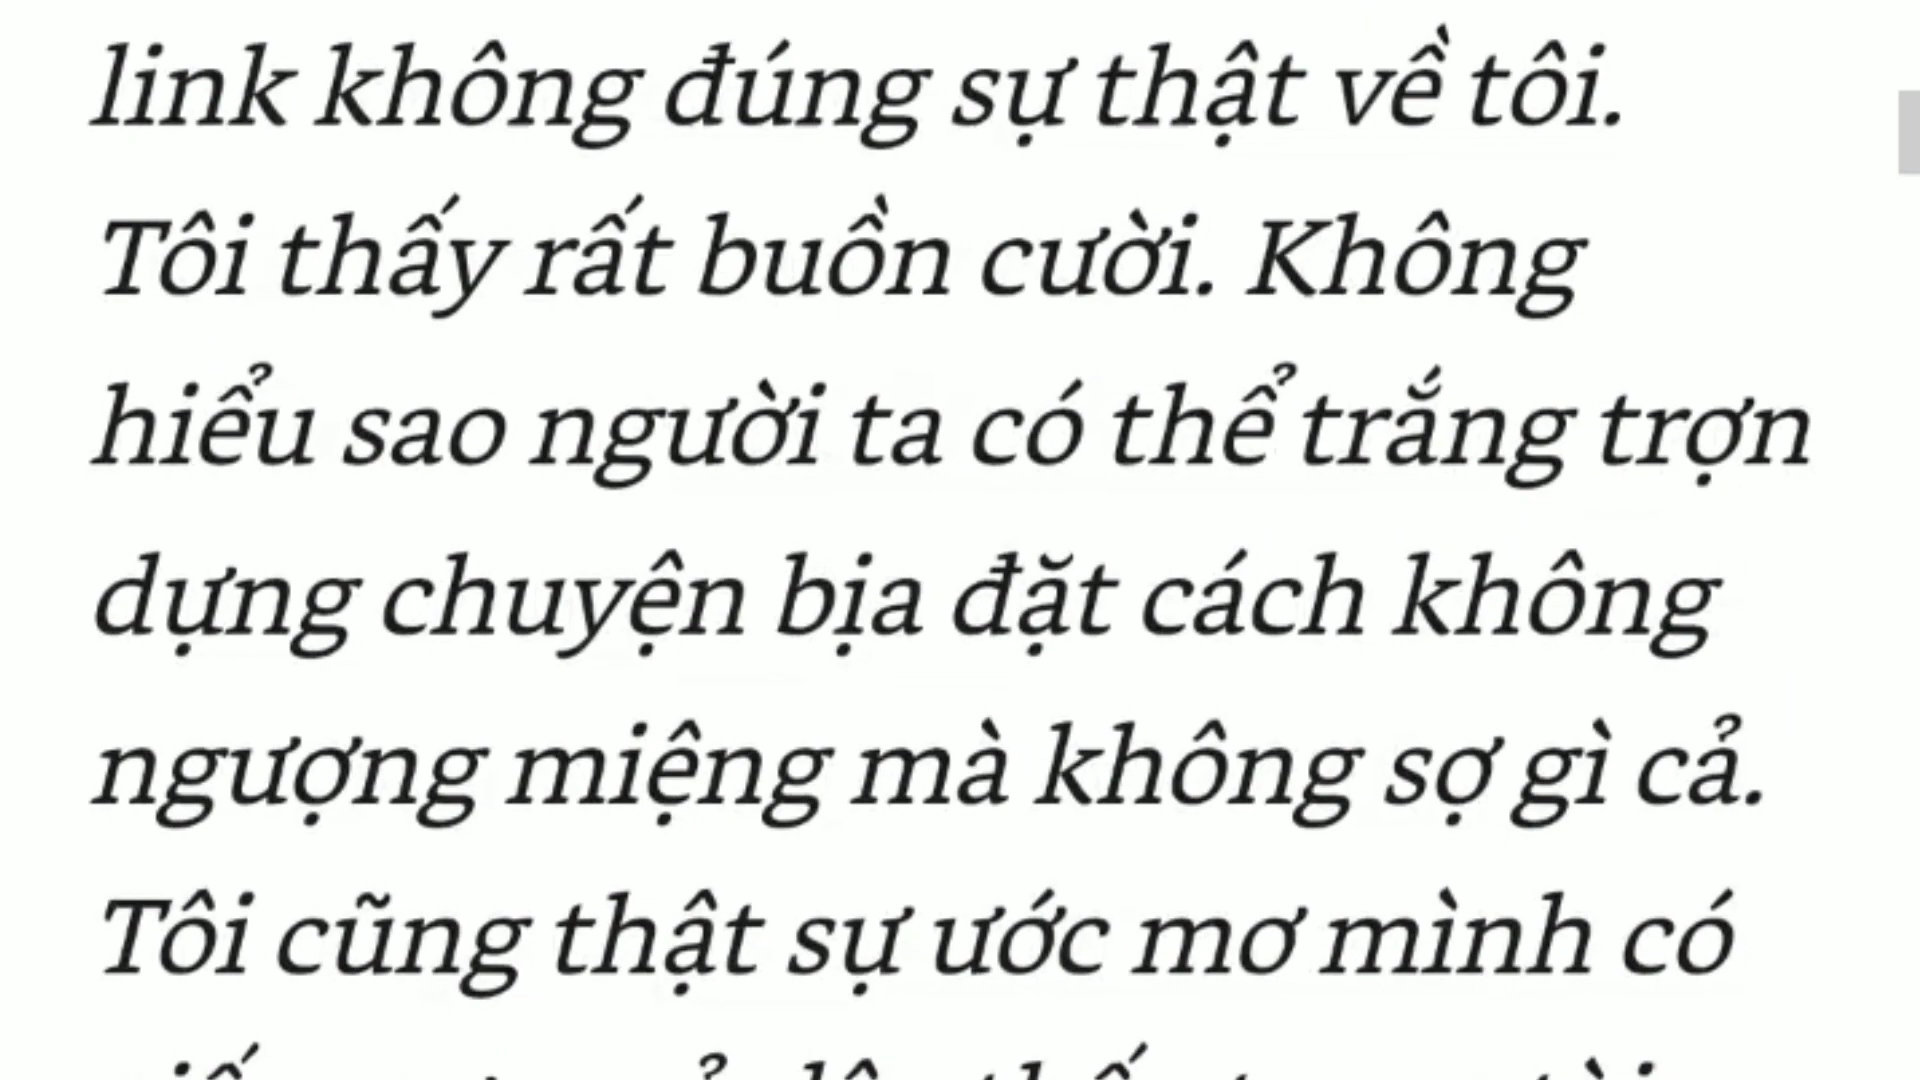 link không đúng sự thật về tôi.
Tôi thấy rất buồn cười. Không
hiểu sao người ta có thể trắng trợn
dựng chuyện bịa đặt cách không
ngượng miệng mà không sợ gì cả.
Tôi cũng thật sự ước mơ mình có